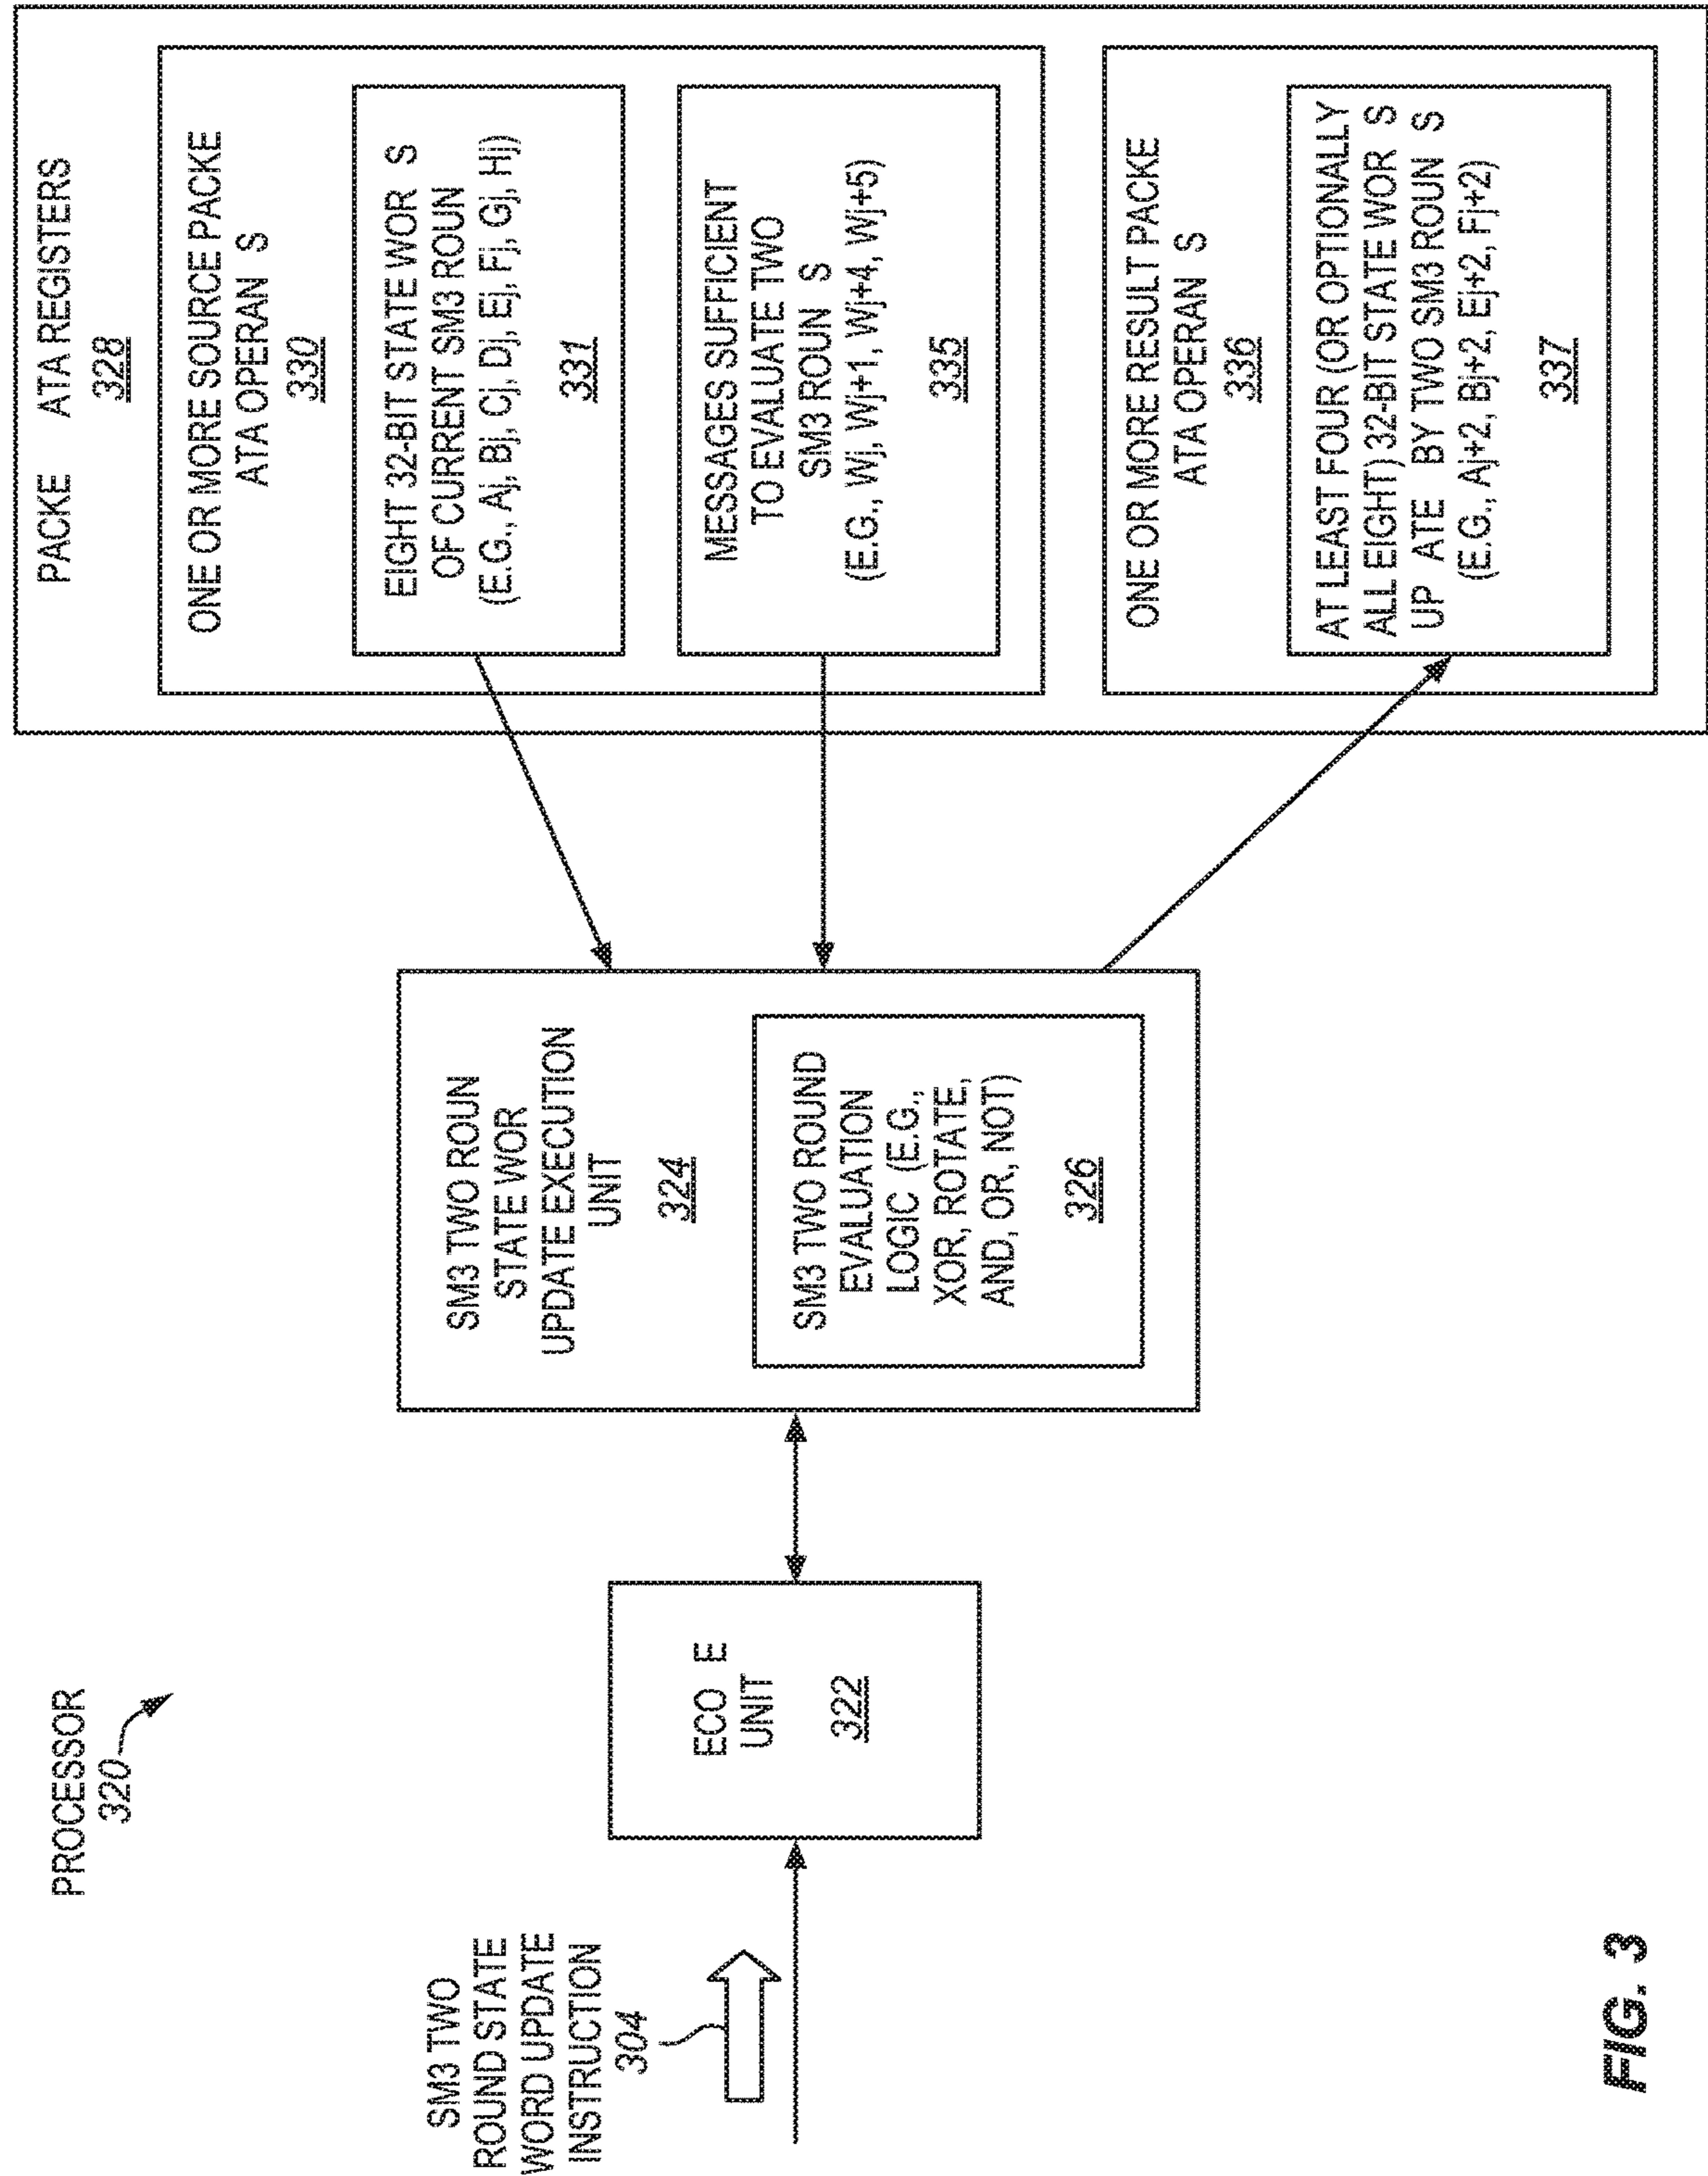 PROCESSOR
320
SM3 TWO
ROUND STATE
WORD UPDATE
INSTRUCTION
304
ECO E
UNIT
322
SM3 TWO ROUN
STATE WOR
UPDATE EXECUTION
UNIT
324
SM3 TWO ROUND
EVALUATION
LOGIC (E.G.,
XOR, ROTATE,
AND, OR, NOT)
326
PACKE ATA REGISTERS
328
ONE OR MORE SOURCE PACKE
ATA OPERAN S
330
EIGHT 32-BIT STATE WOR S
OF CURRENT SM3 ROUN
(E.G., Aj, Bj, Cj, Dj, Ej, Fj, Gj, Hj)
331
MESSAGES SUFFICIENT
TO EVALUATE TWO
SM3 ROUN S
(E.G., Wj, Wj+1, Wj+4, Wj+5)
335
ONE OR MORE RESULT PACKE
ATA OPERAN S
336
AT LEAST FOUR (OR OPTIONALLY
ALL EIGHT) 32-BIT STATE WOR S
UP ATE BY TWO SM3 ROUN S
(E.G., Aj+2, Bj+2, Ej+2, Fj+2)
337
FIG. 3